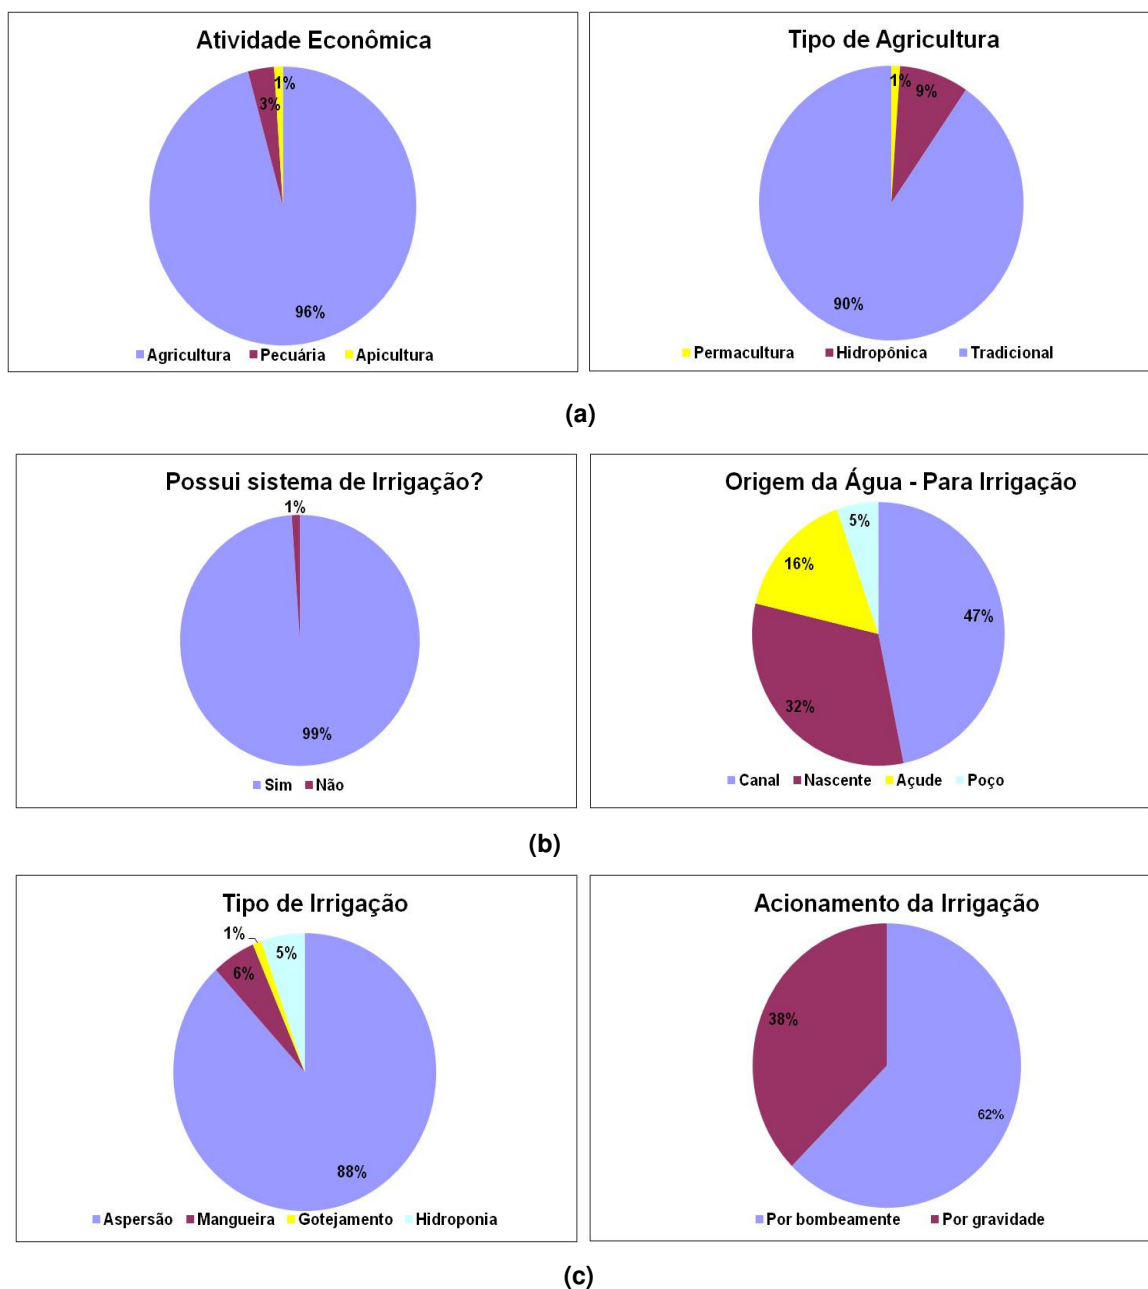 Atividade Econômica
1%
3%
96%
Agricultura Pecuária Apicultura
Tipo de Agricultura
1%
9%
90%
Permacultura Hidropônica Tradicional
(a)
Possui sistema de Irrigação?
1%
99%
Sim Não
Origem da Água - Para Irrigação
5%
16%
47%
32%
Canal Nascente Açude Poço
(b)
Tipo de Irrigação
1%
5%
6%
88%
Aspersão Mangueira Gotejamento Hidroponia
Acionamento da Irrigação
38%
62%
Por bombeamente Por gravidade
(c)